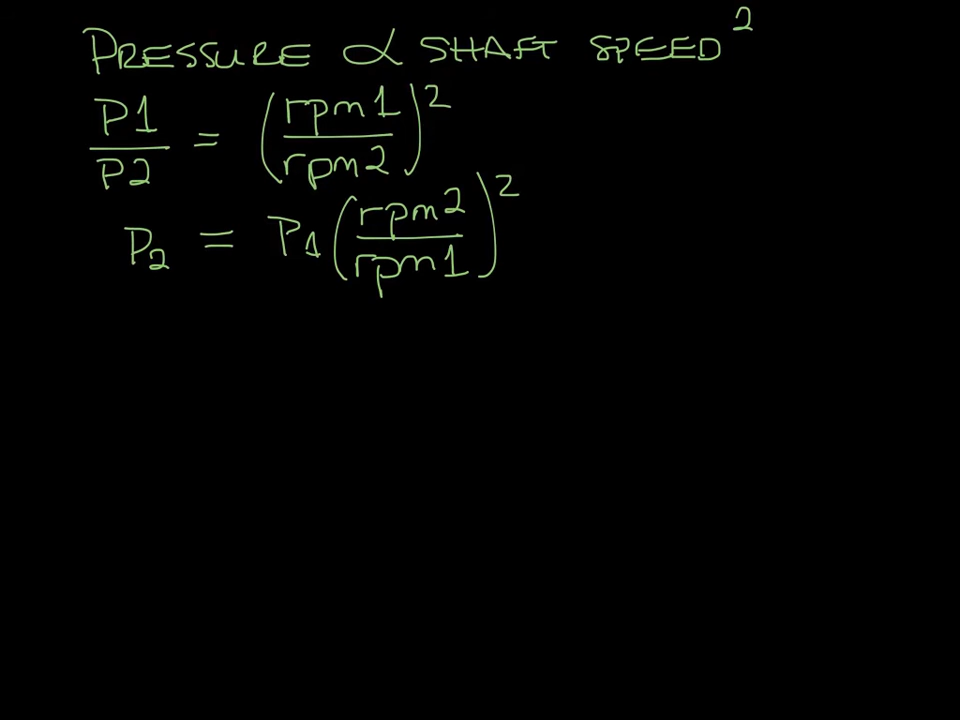 PRESSURE ∝ SHAFT SPEED²
P1/P2 = (rpm1/rpm2)²
P₂ = P₁(rpm2/rpm1)²